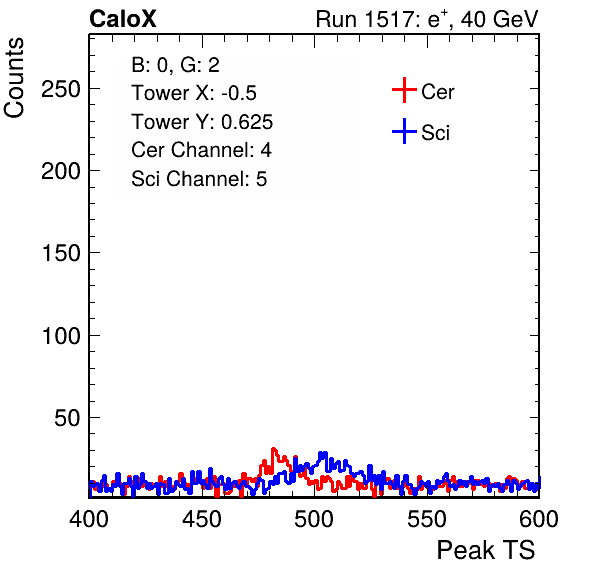 CaloX Run 1517: e⁺, 40 GeV
Counts
B: 0, G: 2
Tower X: -0.5
Tower Y: 0.625
Cer Channel: 4
Sci Channel: 5
Cer
Sci
250
200
150
100
50
400 450 500 550 600
Peak TS